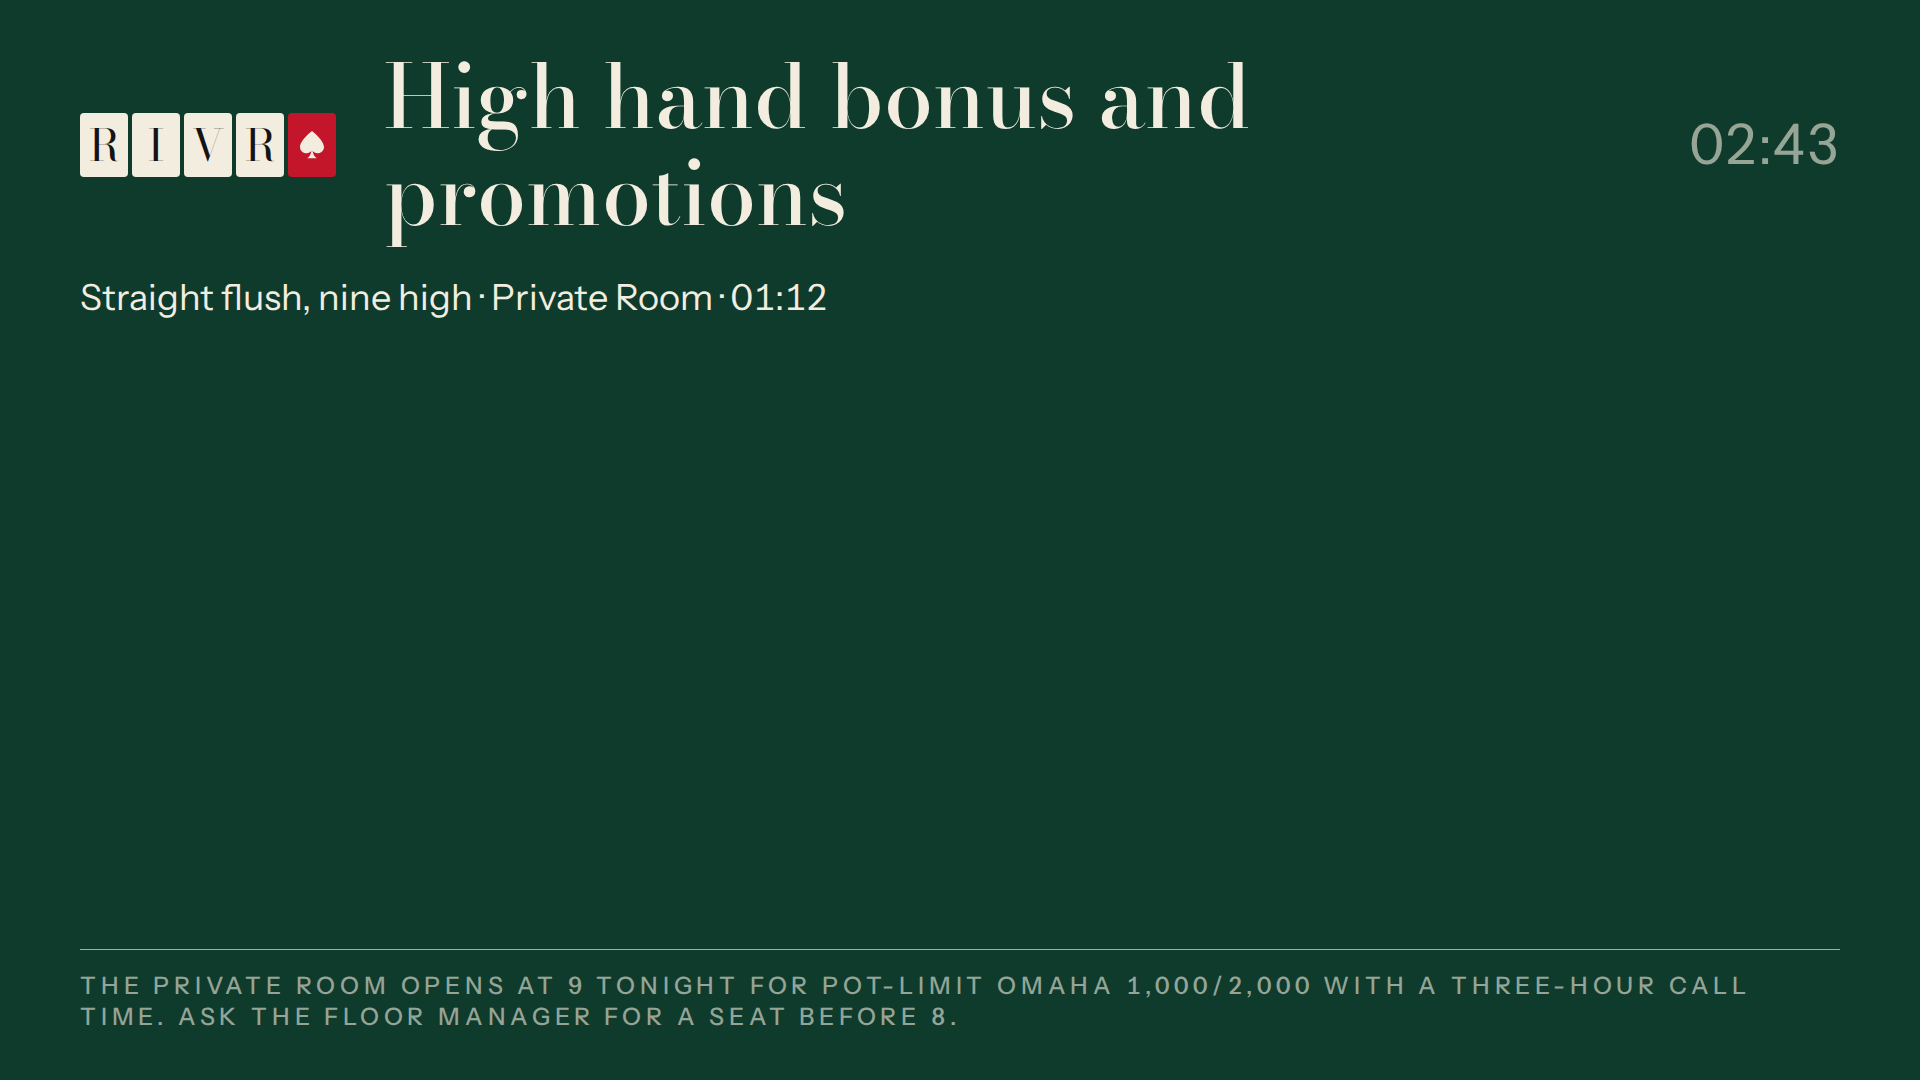 RIVR
High hand bonus and
promotions
02:43
Straight flush, nine high · Private Room · 01:12
THE PRIVATE ROOM OPENS AT 9 TONIGHT FOR POT-LIMIT OMAHA 1,000/2,000 WITH A THREE-HOUR CALL
TIME. ASK THE FLOOR MANAGER FOR A SEAT BEFORE 8.